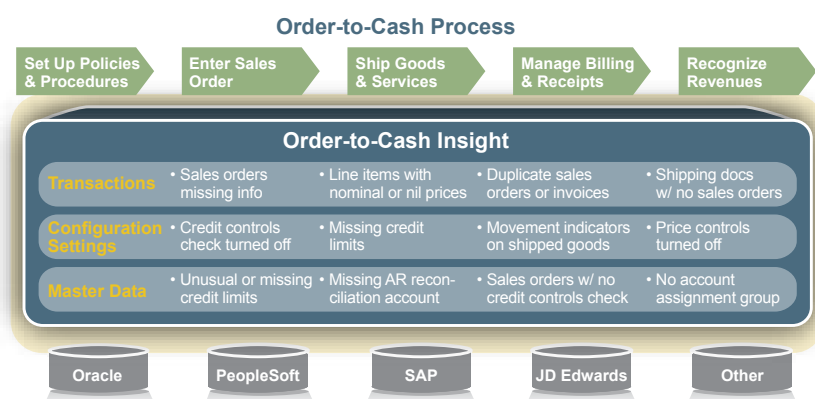 Order-to-Cash Process
Set Up Policies
& Procedures
Enter Sales
Order
Ship Goods
& Services
Manage Billing
& Receipts
Recognize
Revenues
Order-to-Cash Insight
Transactions
• Sales orders
missing info
• Line items with
nominal or nil prices
• Duplicate sales
orders or invoices
• Shipping docs
w/ no sales orders
Configuration
Settings
• Credit controls
check turned off
• Missing credit
limits
• Movement indicators
on shipped goods
• Price controls
turned off
Master Data
• Unusual or missing
credit limits
• Missing AR recon-
ciliation account
• Sales orders w/ no
credit controls check
• No account
assignment group
Oracle
PeopleSoft
SAP
JD Edwards
Other